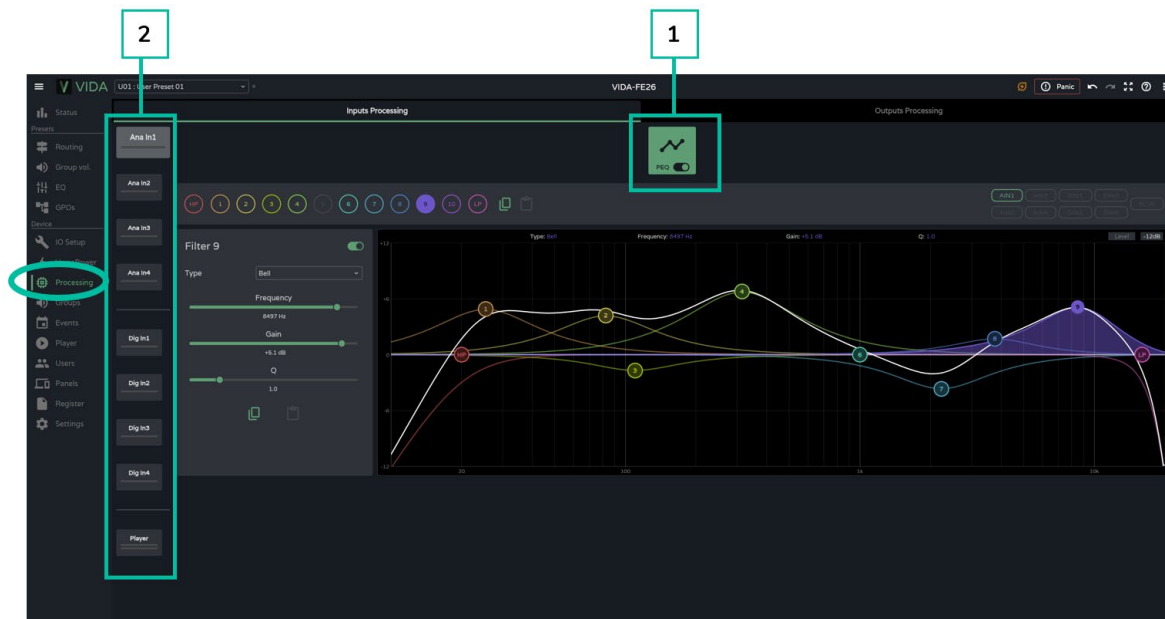 2
1
VIDA
U01 : User Preset 01
VIDA-FE26
Panic
Status
Inputs Processing
Outputs Processing
Presets
Routing
Group vol.
EQ
GPOs
Device
IO Setup
Processing
Groups
Events
Player
Users
Panels
Register
Settings
Ana In1
Ana In2
Ana In3
Ana In4
Dig In1
Dig In2
Dig In3
Dig In4
Player
PEQ
HP 1 2 3 4 6 7 8 9 10 LP
AIN1
Filter 9
Type Bell
Frequency
8497 Hz
Gain
+5.1 dB
Q
1.0
Type: Bell Frequency: 8497 Hz Gain: +5.1 dB Q: 1.0 Level -12dB
+12
0
-12
20 100 1k 10k
HP 1 2 3 4 6 7 8 9 LP